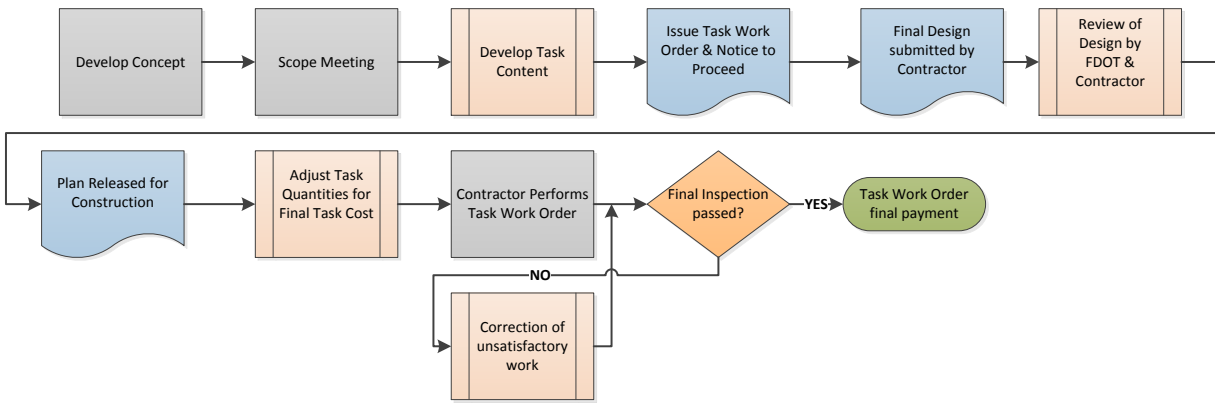 Develop Concept
Scope Meeting
Develop Task
Content
Issue Task Work
Order & Notice to
Proceed
Final Design
submitted by
Contractor
Review of
Design by
FDOT &
Contractor
Plan Released for
Construction
Adjust Task
Quantities for
Final Task Cost
Contractor Performs
Task Work Order
Final Inspection
passed?
YES
Task Work Order
final payment
NO
Correction of
unsatisfactory
work